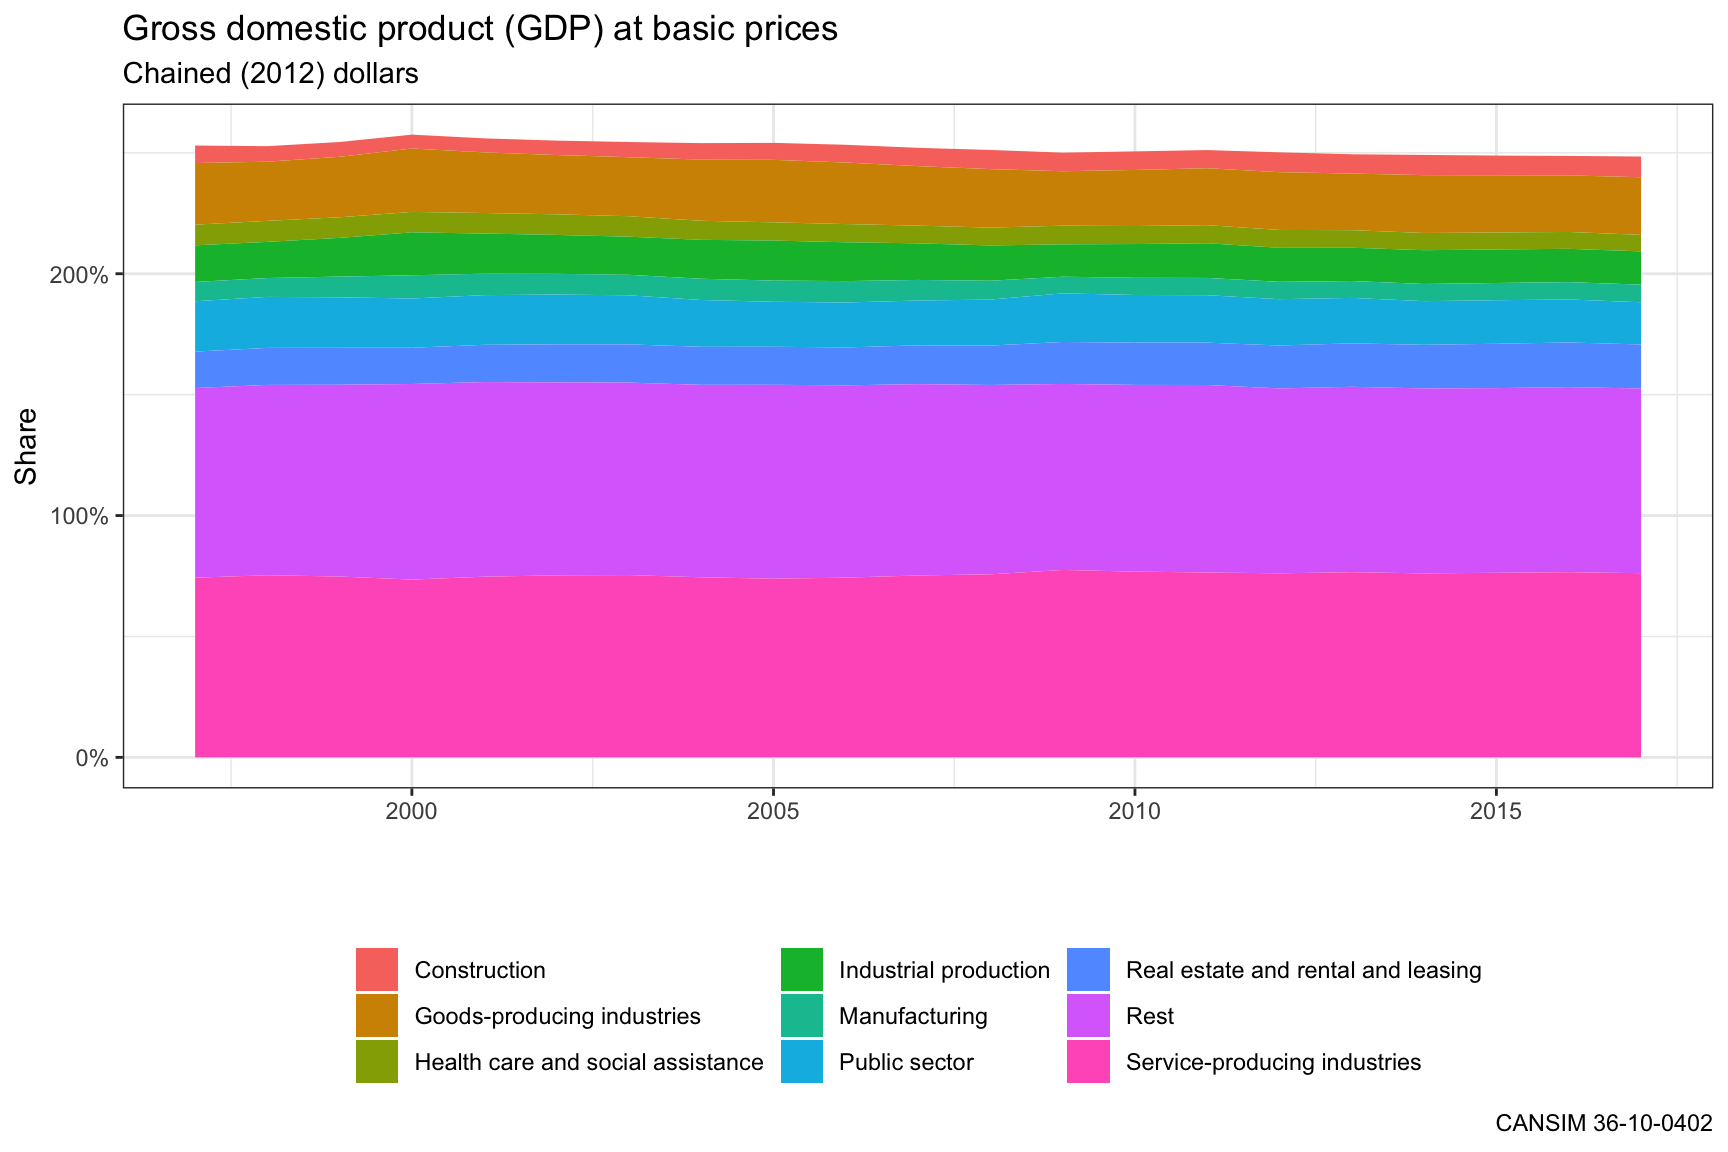 Gross domestic product (GDP) at basic prices
Chained (2012) dollars
Share
200%
100%
0%
2000
2005
2010
2015
Construction
Goods-producing industries
Health care and social assistance
Industrial production
Manufacturing
Public sector
Real estate and rental and leasing
Rest
Service-producing industries
CANSIM 36-10-0402